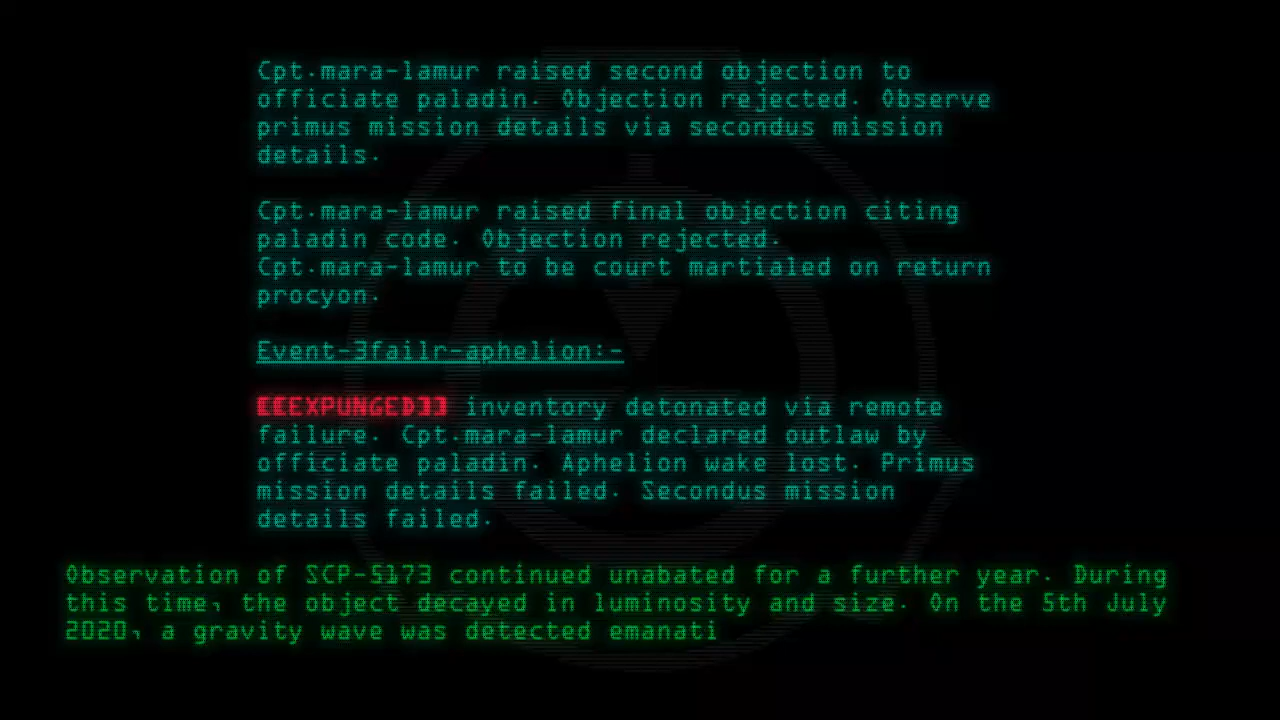 Cpt.mara-lamur raised second objection to
officiate paladin. Objection rejected. Observe
primus mission details via secondus mission
details.
Cpt.mara-lamur raised final objection citing
paladin code. Objection rejected.
Cpt.mara-lamur to be court martialed on return
procyon.
Event-3failr-aphelion:-
[[EXPUNGED]] inventory detonated via remote
failure. Cpt.mara-lamur declared outlaw by
officiate paladin. Aphelion wake lost. Primus
mission details failed. Secondus mission
details failed.
Observation of SCP-5173 continued unabated for a further year. During
this time, the object decayed in luminosity and size. On the 5th July
2020, a gravity wave was detected emanati